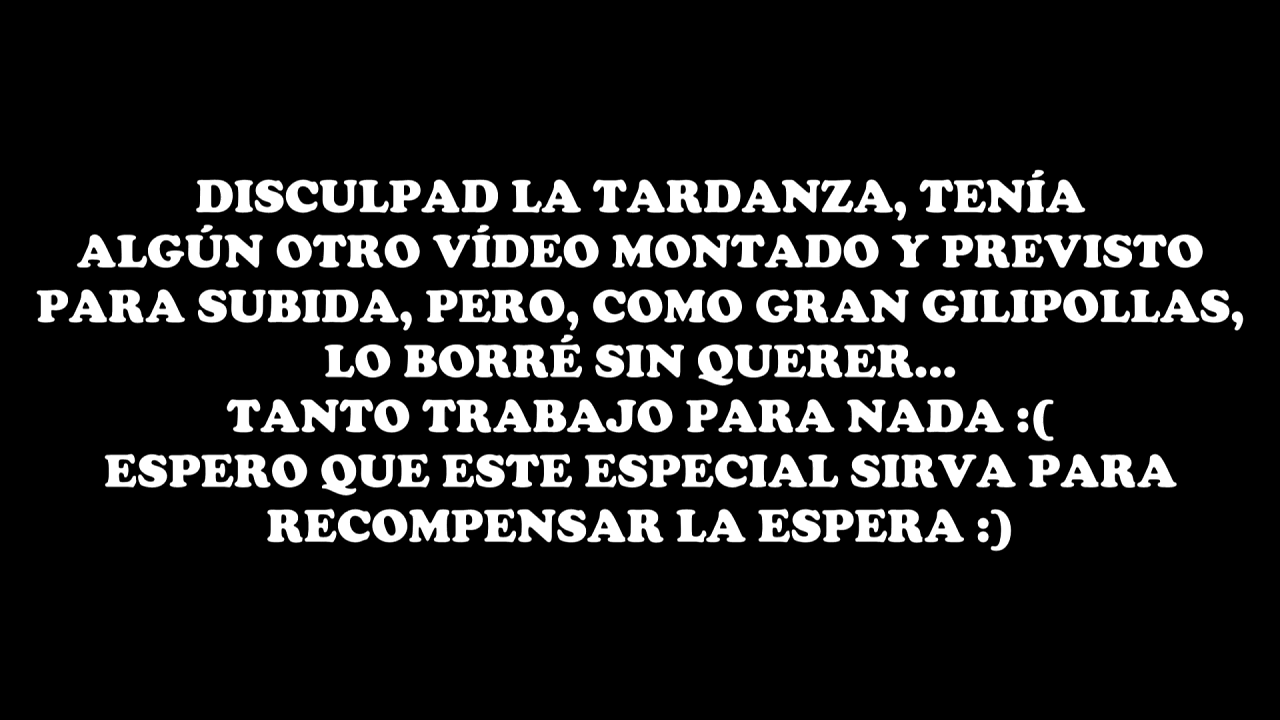 DISCULPAD LA TARDANZA, TENÍA
ALGÚN OTRO VÍDEO MONTADO Y PREVISTO
PARA SUBIDA, PERO, COMO GRAN GILIPOLLAS,
LO BORRÉ SIN QUERER...
TANTO TRABAJO PARA NADA :(
ESPERO QUE ESTE ESPECIAL SIRVA PARA
RECOMPENSAR LA ESPERA :)